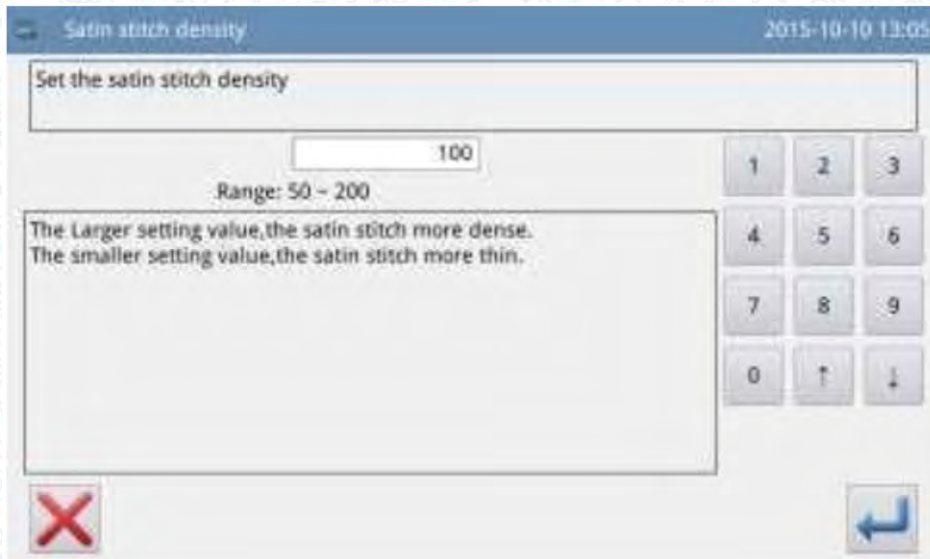 Satin stitch density 2015-10-10 13:05
Set the satin stitch density
100
Range: 50 ~ 200
The Larger setting value,the satin stitch more dense.
The smaller setting value,the satin stitch more thin.
1 2 3
4 5 6
7 8 9
0 ↑ ↓